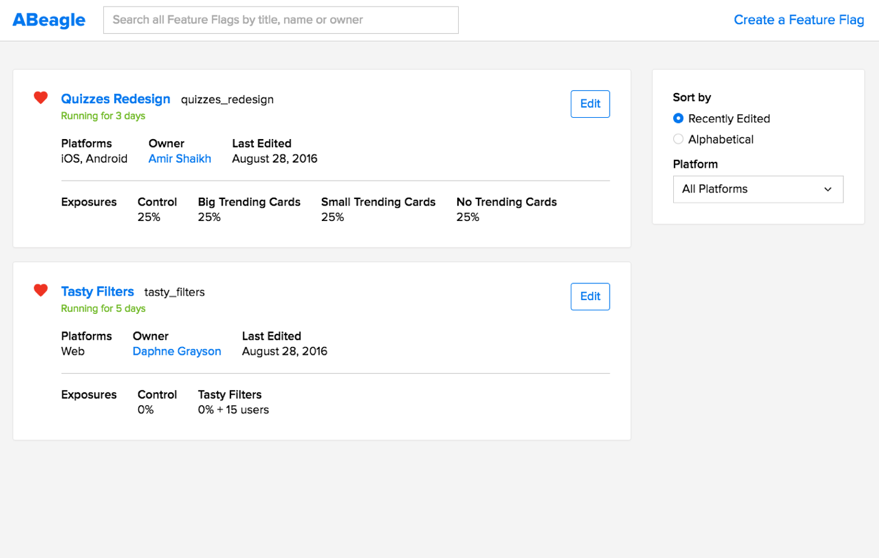 ABeagle
Search all Feature Flags by title, name or owner
Create a Feature Flag
Quizzes Redesign quizzes_redesign
Edit
Running for 3 days
Platforms Owner Last Edited
iOS, Android Amir Shaikh August 28, 2016
Exposures Control Big Trending Cards Small Trending Cards No Trending Cards
25% 25% 25% 25%
Tasty Filters tasty_filters
Edit
Running for 5 days
Platforms Owner Last Edited
Web Daphne Grayson August 28, 2016
Exposures Control Tasty Filters
0% 0% + 15 users
Sort by
Recently Edited
Alphabetical
Platform
All Platforms